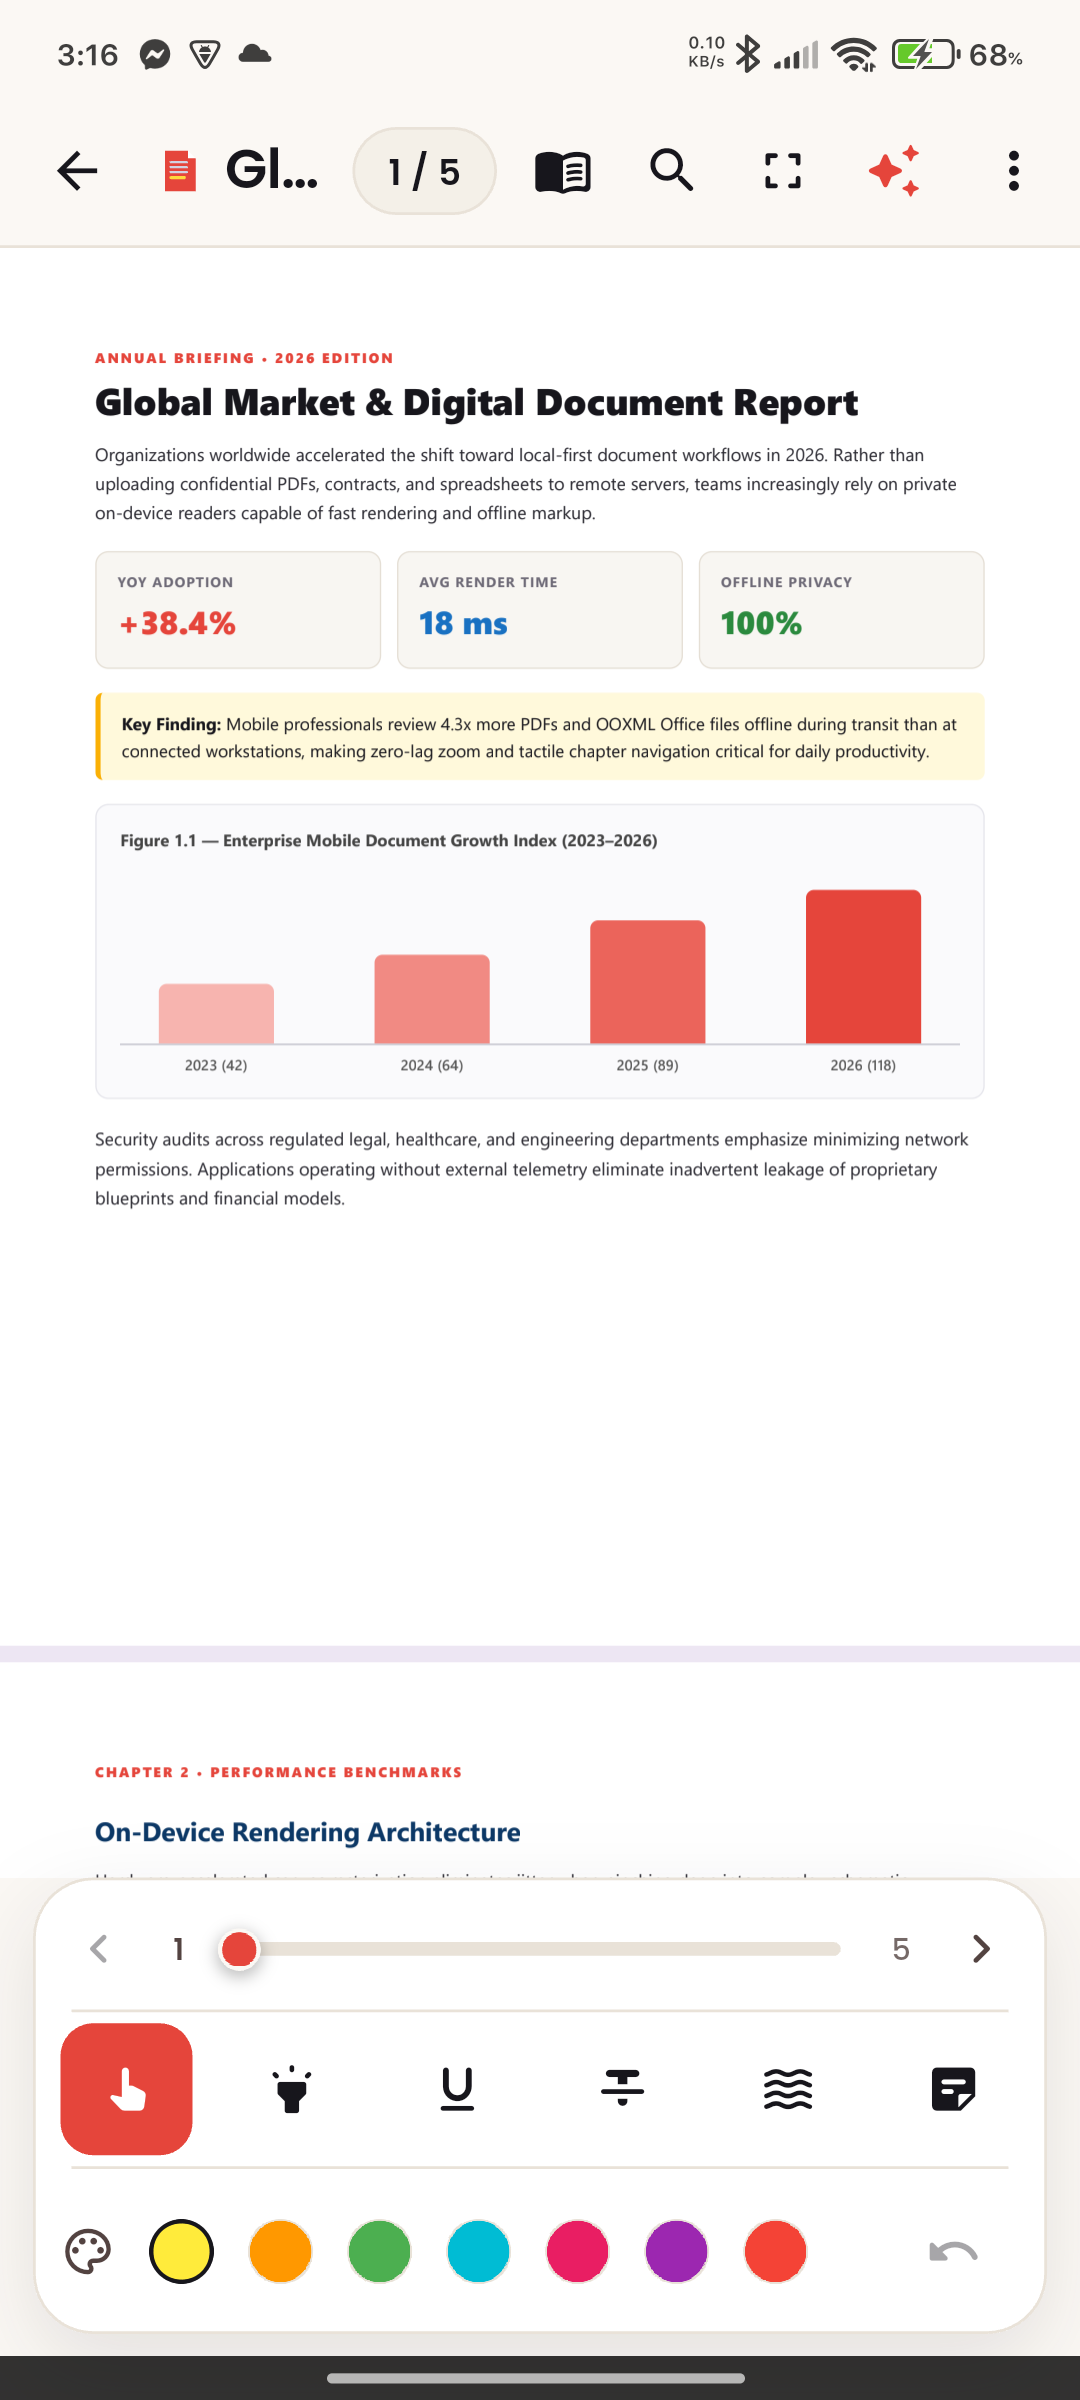 3:16
0.10
KB/s
68%
Gl...
1 / 5
ANNUAL BRIEFING • 2026 EDITION
Global Market & Digital Document Report
Organizations worldwide accelerated the shift toward local-first document workflows in 2026. Rather than
uploading confidential PDFs, contracts, and spreadsheets to remote servers, teams increasingly rely on private
on-device readers capable of fast rendering and offline markup.
YOY ADOPTION
+38.4%
AVG RENDER TIME
18 ms
OFFLINE PRIVACY
100%
Key Finding: Mobile professionals review 4.3x more PDFs and OOXML Office files offline during transit than at
connected workstations, making zero-lag zoom and tactile chapter navigation critical for daily productivity.
Figure 1.1 — Enterprise Mobile Document Growth Index (2023–2026)
2023 (42)
2024 (64)
2025 (89)
2026 (118)
Security audits across regulated legal, healthcare, and engineering departments emphasize minimizing network
permissions. Applications operating without external telemetry eliminate inadvertent leakage of proprietary
blueprints and financial models.
CHAPTER 2 • PERFORMANCE BENCHMARKS
On-Device Rendering Architecture
1
5